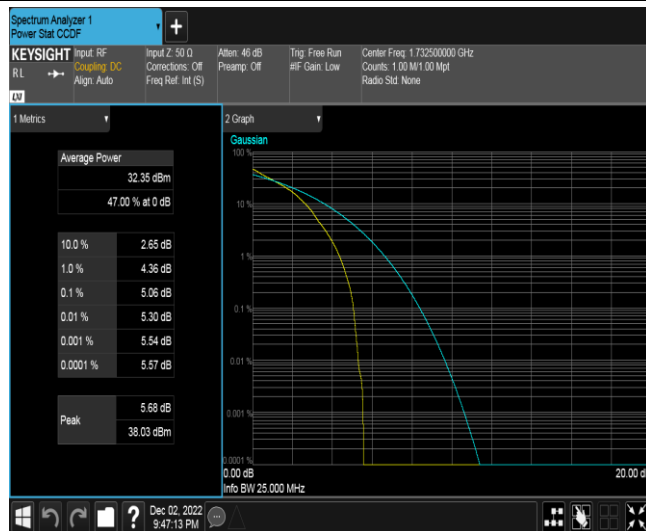 Spectrum Analyzer 1
Power Stat CCDF
+
KEYSIGHT
RL
LXI
Input: RF
Coupling: DC
Align: Auto
Input Z: 50 Ω
Corrections: Off
Freq Ref: Int (S)
Atten: 46 dB
Preamp: Off
Trig: Free Run
#IF Gain: Low
Center Freq: 1.732500000 GHz
Counts: 1.00 M/1.00 Mpt
Radio Std: None
1 Metrics
Average Power
32.35 dBm
47.00 % at 0 dB
10.0 % 2.65 dB
1.0 % 4.36 dB
0.1 % 5.06 dB
0.01 % 5.30 dB
0.001 % 5.54 dB
0.0001 % 5.57 dB
Peak
5.68 dB
38.03 dBm
2 Graph
Gaussian
100 %
10 %
1 %
0.1 %
0.01 %
0.001 %
0.0001 %
0.00 dB
20.00 d
Info BW 25.000 MHz
?
Dec 02, 2022
9:47:13 PM